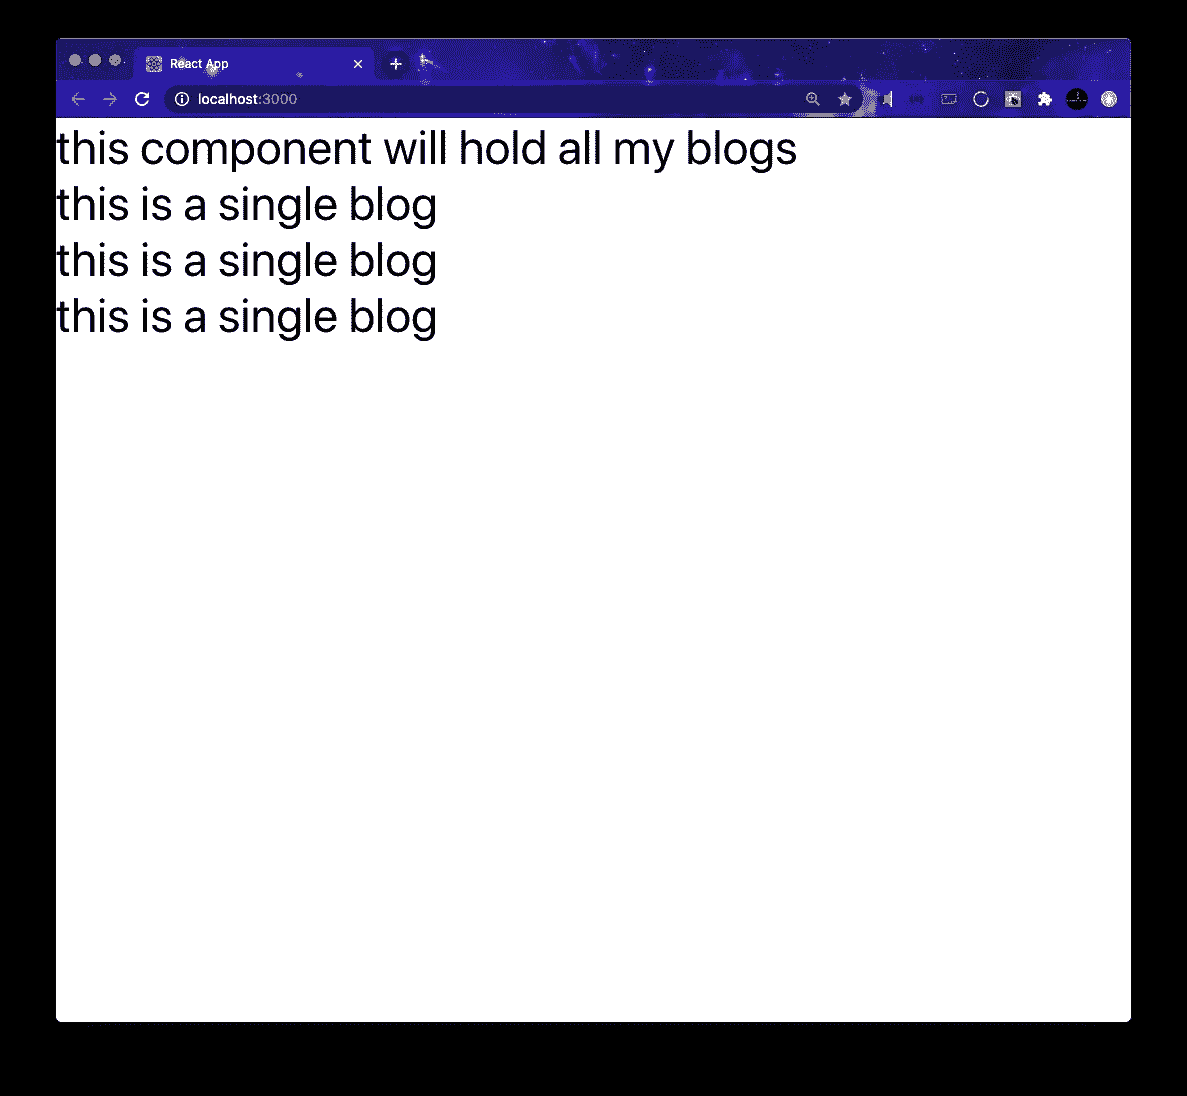 React App
localhost:3000
this component will hold all my blogs
this is a single blog
this is a single blog
this is a single blog